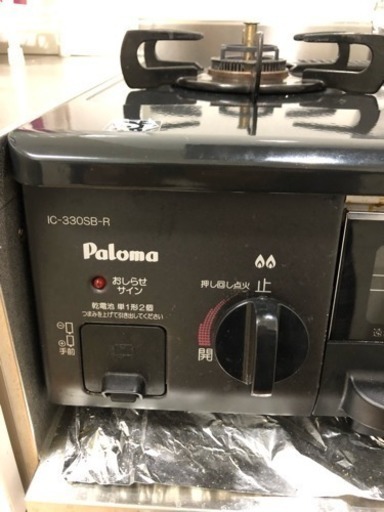 IC-330SB-R
Paloma
おしらせ
サイン
乾電池 単1形2個
つまみを上げて引き出してください
手前
押し回し点火
止
開